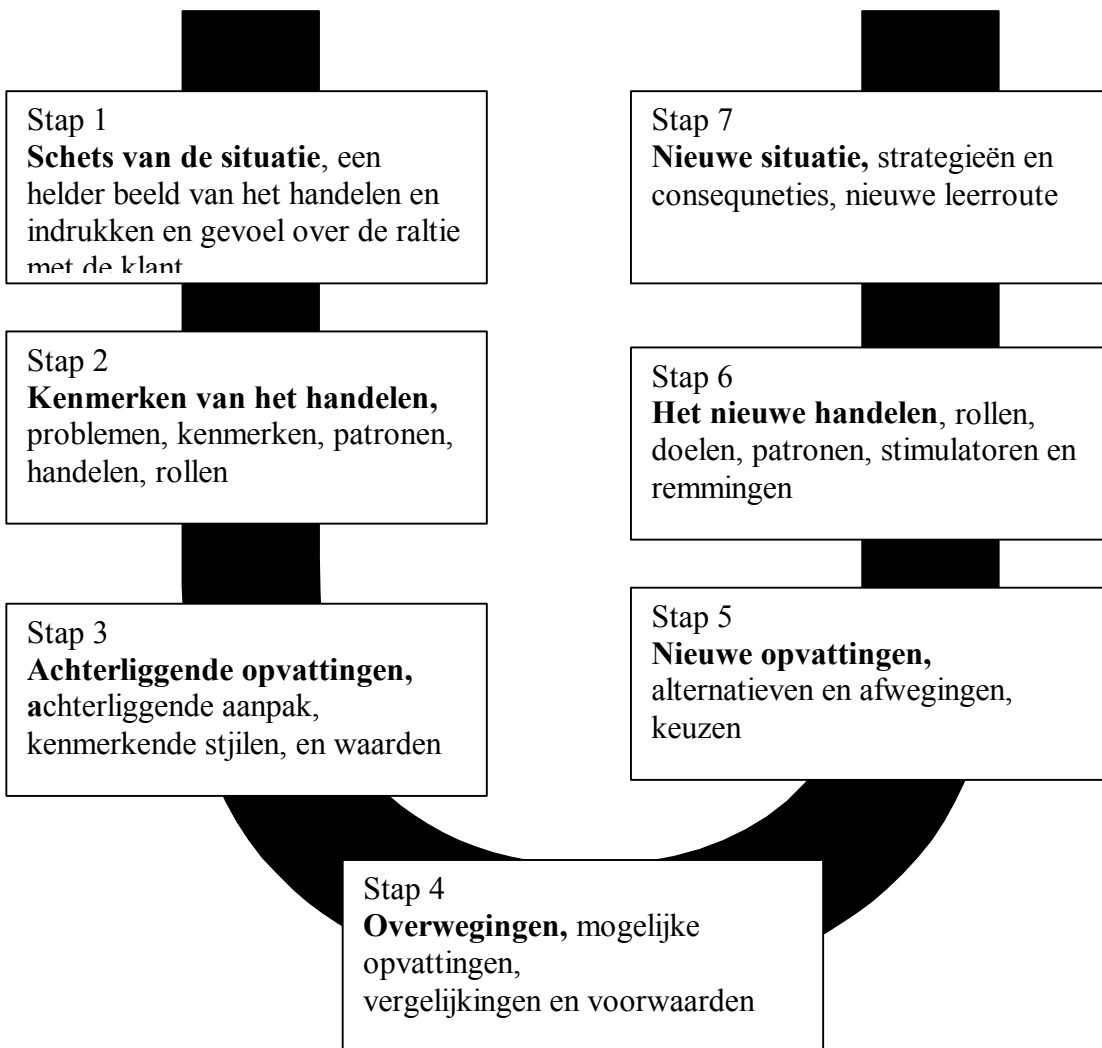 Stap 1
Schets van de situatie, een
helder beeld van het handelen en
indrukken en gevoel over de raltie
met de klant
Stap 2
Kenmerken van het handelen,
problemen, kenmerken, patronen,
handelen, rollen
Stap 3
Achterliggende opvattingen,
achterliggende aanpak,
kenmerkende stjilen, en waarden
Stap 4
Overwegingen, mogelijke
opvattingen,
vergelijkingen en voorwaarden
Stap 5
Nieuwe opvattingen,
alternatieven en afwegingen,
keuzen
Stap 6
Het nieuwe handelen, rollen,
doelen, patronen, stimulatoren en
remmingen
Stap 7
Nieuwe situatie, strategieën en
consequneties, nieuwe leerroute